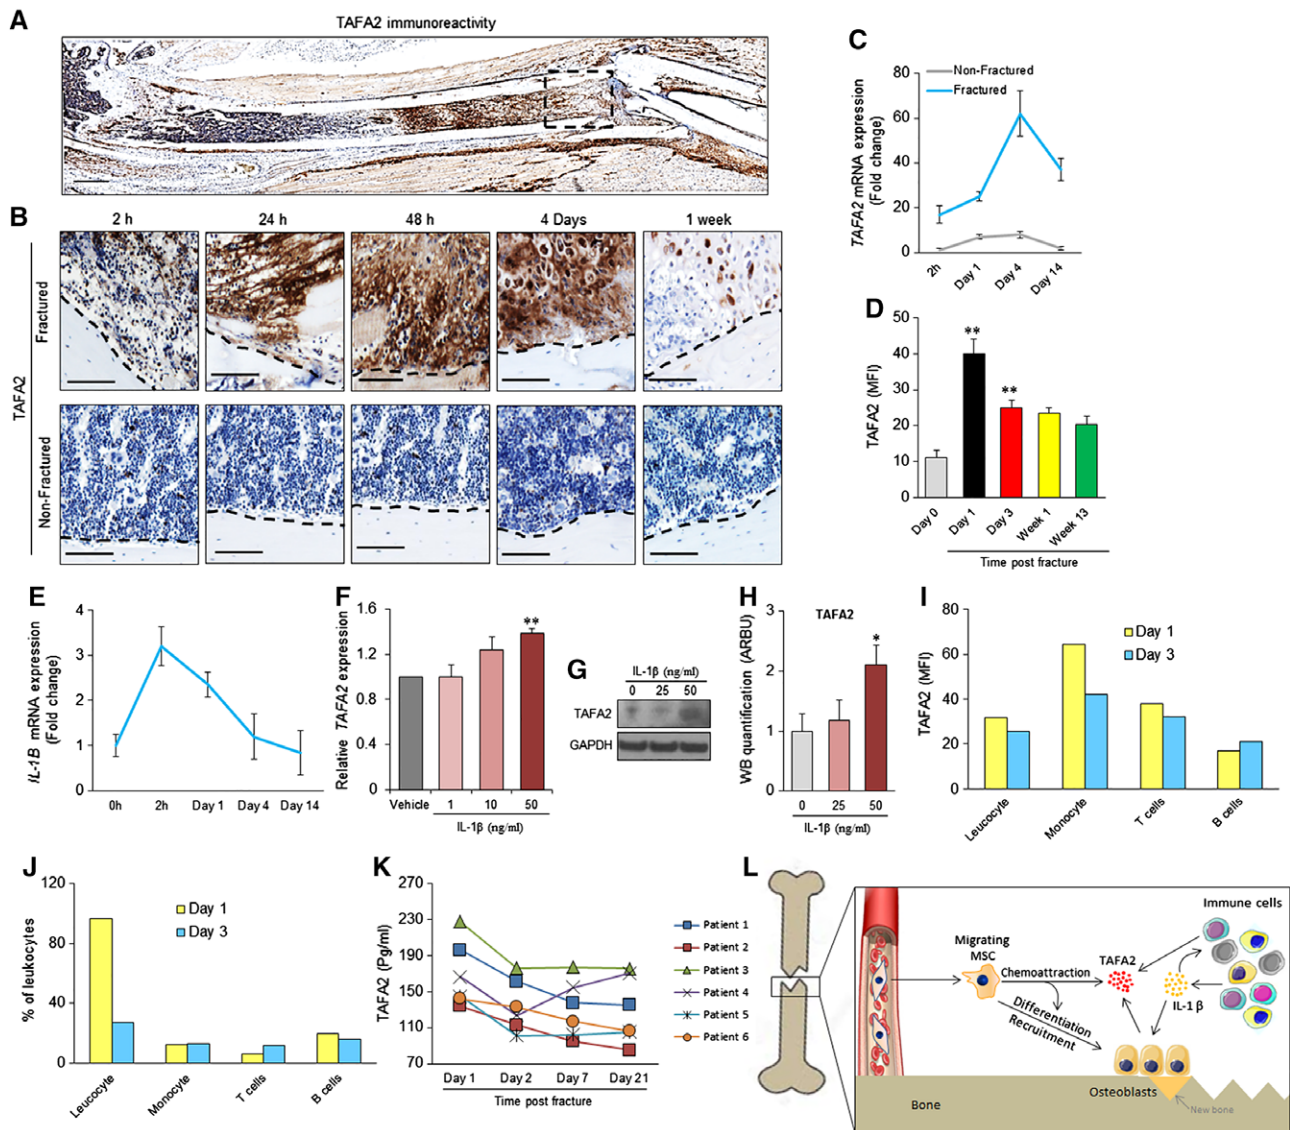 A
TAFA2 immunoreactivity
B
2 h
24 h
48 h
4 Days
1 week
TAFA2
Fractured
Non-Fractured
C
TAFA2 mRNA expression
(Fold change)
80
60
40
20
0
Non-Fractured
Fractured
2h
Day 1
Day 4
Day 14
D
TAFA2 (MFI)
50
40
30
20
10
0
**
**
Day 0
Day 1
Day 3
Week 1
Week 13
Time post fracture
E
IL-1B mRNA expression
(Fold change)
4
3
2
1
0
0h
2h
Day 1
Day 4
Day 14
F
Relative TAFA2 expression
1.6
1.2
0.8
0.4
0
**
Vehicle
1
10
50
IL-1β (ng/ml)
G
IL-1β (ng/ml)
0
25
50
TAFA2
GAPDH
H
TAFA2
WB quantification (ARBU)
3
2
1
0
*
0
25
50
IL-1β (ng/ml)
I
TAFA2 (MFI)
80
60
40
20
0
Day 1
Day 3
Leucocyte
Monocyte
T cells
B cells
J
% of leukocytes
120
80
40
0
Day 1
Day 3
Leucocyte
Monocyte
T cells
B cells
K
TAFA2 (Pg/ml)
270
230
190
150
110
70
Day 1
Day 2
Day 7
Day 21
Time post fracture
Patient 1
Patient 2
Patient 3
Patient 4
Patient 5
Patient 6
L
Immune cells
Migrating
MSC
TAFA2
Chemoattraction
IL-1 β
Differentiation
Recruitment
Osteoblasts
New bone
Bone